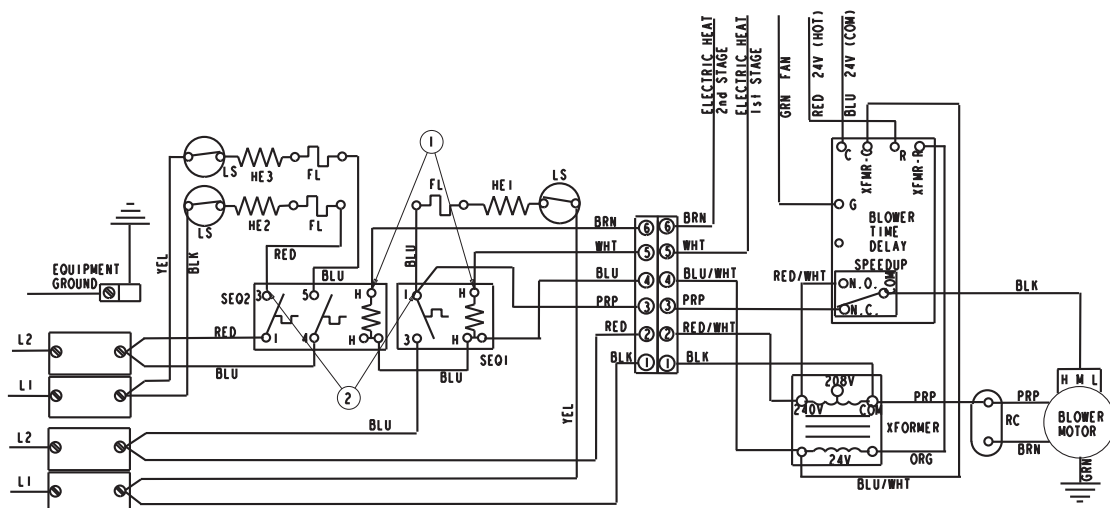 ELECTRIC HEAT
2nd STAGE
ELECTRIC HEAT
1st STAGE
GRN FAN
RED 24V (HOT)
BLU 24V (COM)
1
LS
HE3
FL
LS
HE2
FL
FL
HE1
LS
C
XFMR-C
R
XFMR-R
G
BLOWER
TIME
DELAY
SPEEDUP
N.O.
COM
N.C.
YEL
BLK
RED
BLU
BLU
EQUIPMENT
GROUND
BRN
WHT
BLU
PRP
RED
BLK
6
5
4
3
2
1
6
5
4
3
2
1
BRN
WHT
BLU/WHT
PRP
RED/WHT
BLK
RED/WHT
BLK
SEQ2
3
5
H
1
4
H
1
H
3
H
SEQ1
RED
BLU
BLU
2
BLU
YEL
L2
L1
L2
L1
208V
240V
COM
XFORMER
24V
PRP
ORG
BLU/WHT
RC
PRP
BRN
H M L
BLOWER
MOTOR
GRN